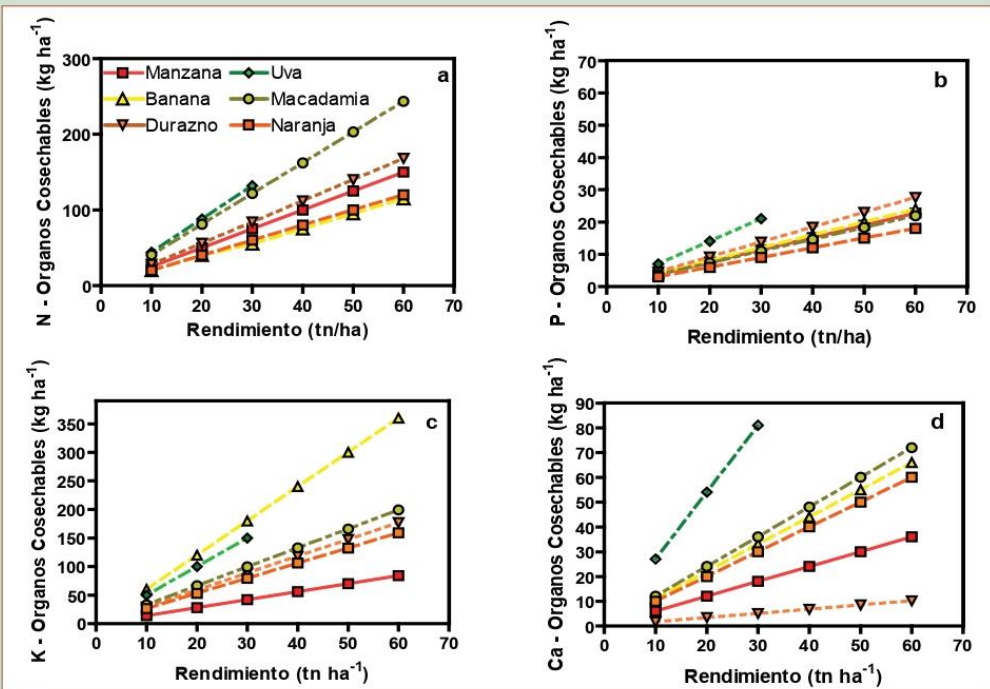 N - Organos Cosechables (kg ha⁻¹)
300
200
100
0
Manzana
Uva
Banana
Macadamia
Durazno
Naranja
a
0 10 20 30 40 50 60 70
Rendimiento (tn/ha)
P - Organos Cosechables (kg ha⁻¹)
70
60
50
40
30
20
10
0
b
0 10 20 30 40 50 60 70
Rendimiento (tn/ha)
K - Organos Cosechables (kg ha⁻¹)
350
300
250
200
150
100
50
0
c
0 10 20 30 40 50 60 70
Rendimiento (tn ha⁻¹)
Ca - Organos Cosechables (kg ha⁻¹)
90
80
70
60
50
40
30
20
10
0
d
0 10 20 30 40 50 60 70
Rendimiento (tn ha⁻¹)